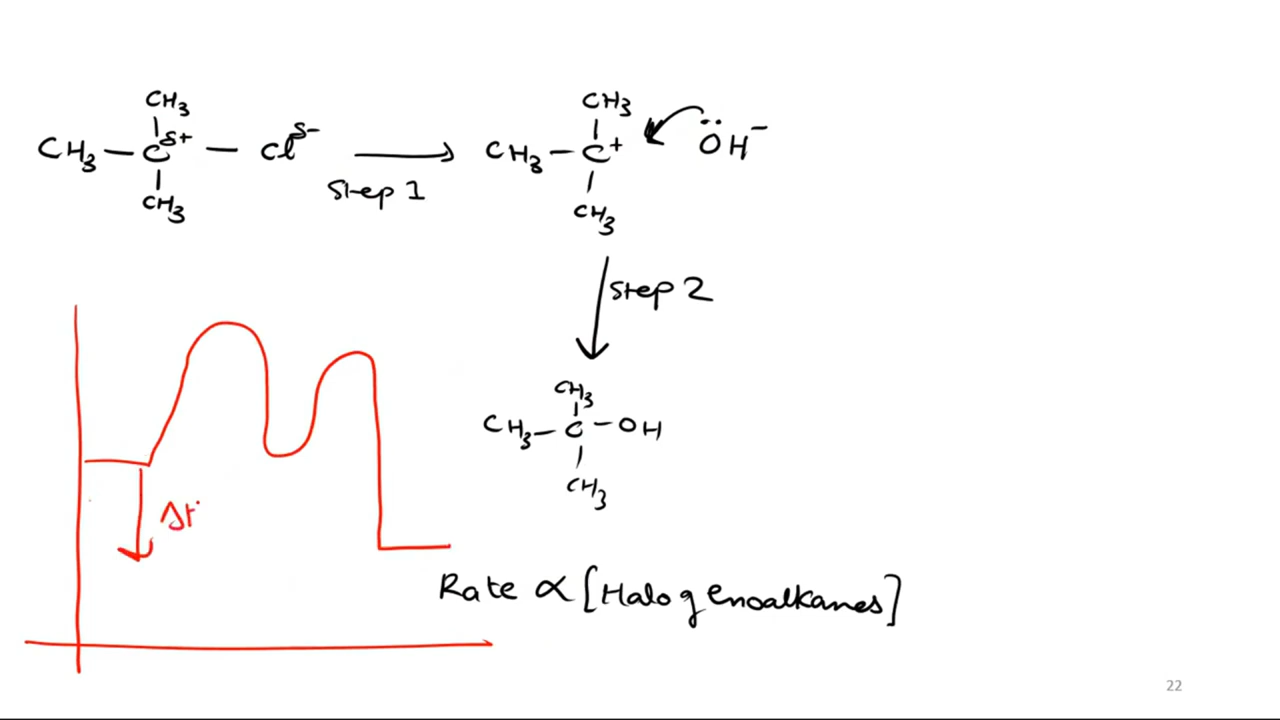 CH₃
CH₃ — C^δ+ — Cl^δ-
CH₃
Step 1
CH₃
CH₃ — C⁺ ÖH⁻
CH₃
Step 2
CH₃
CH₃ — C — OH
CH₃
Rate ∝ [Halogenoalkanes]
22